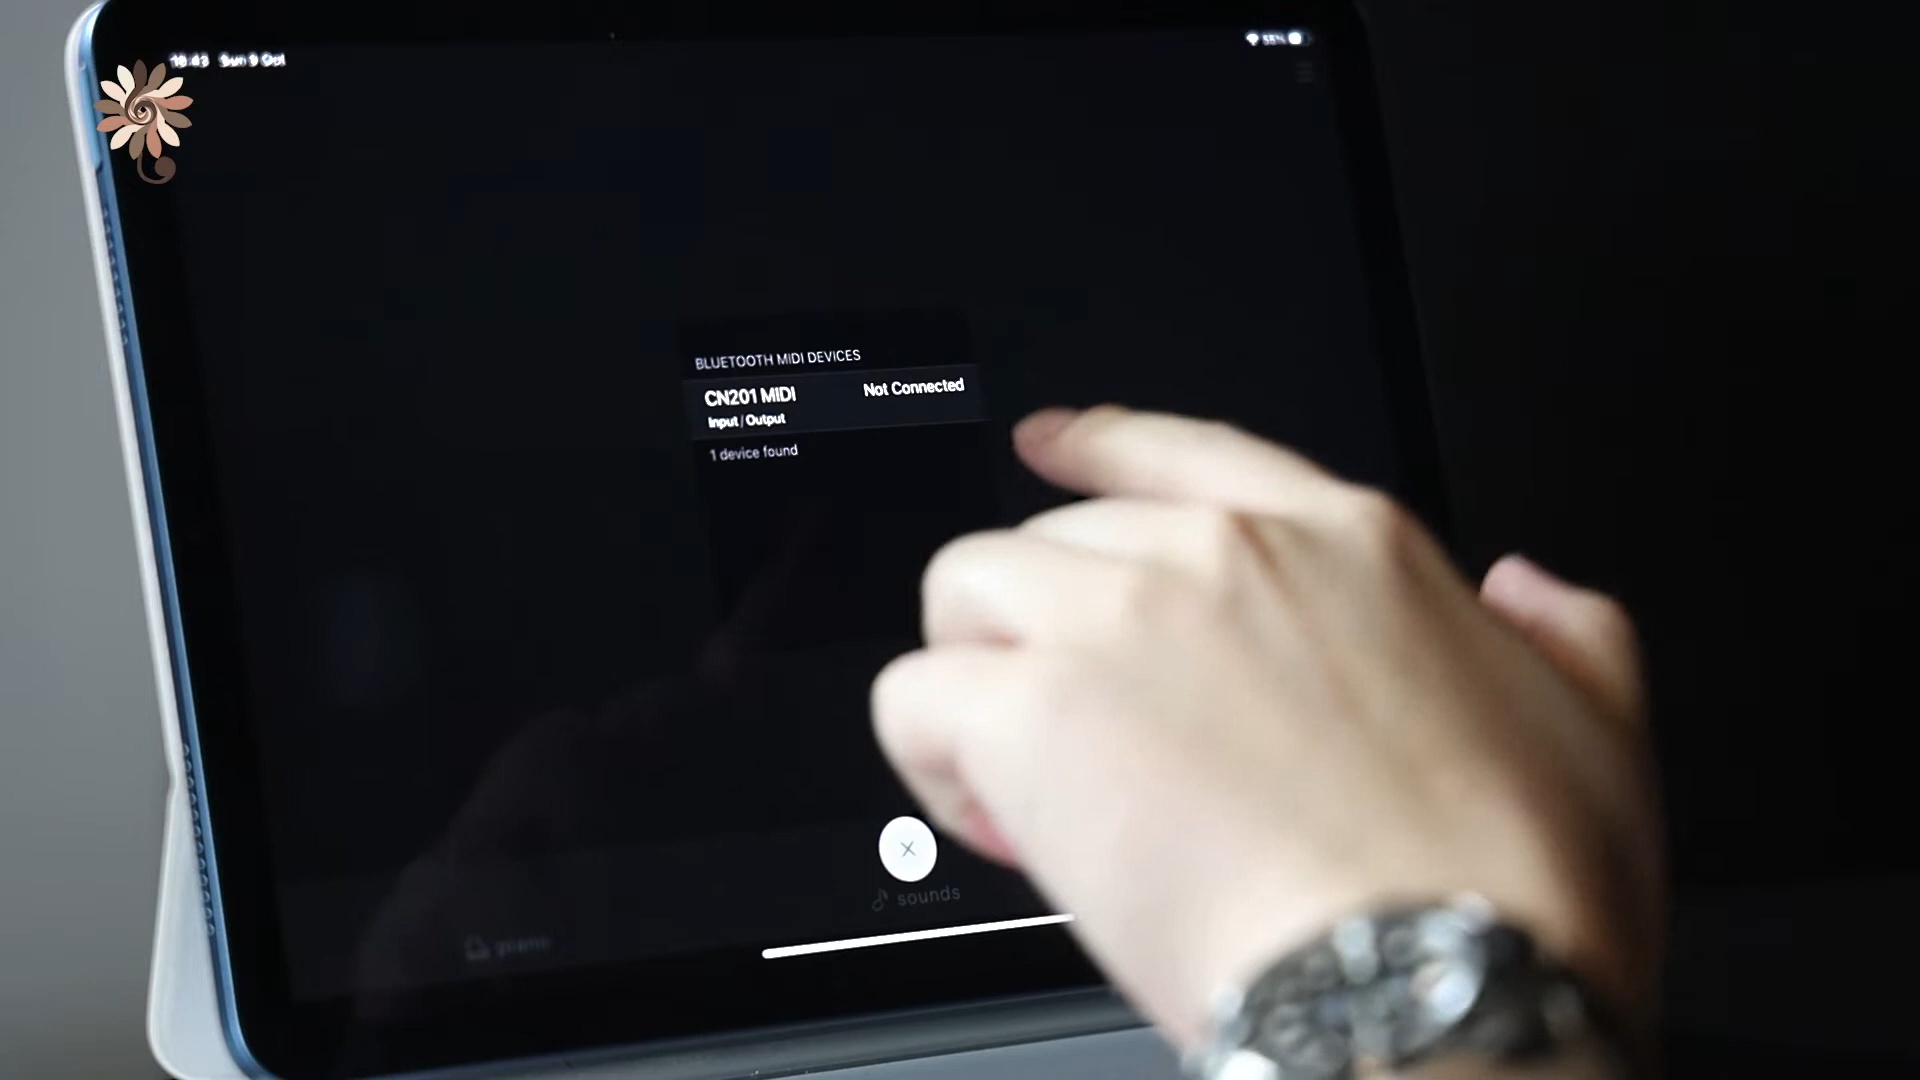 BLUETOOTH MIDI DEVICES
CN201 MIDI
Not Connected
Input / Output
1 device found
sounds